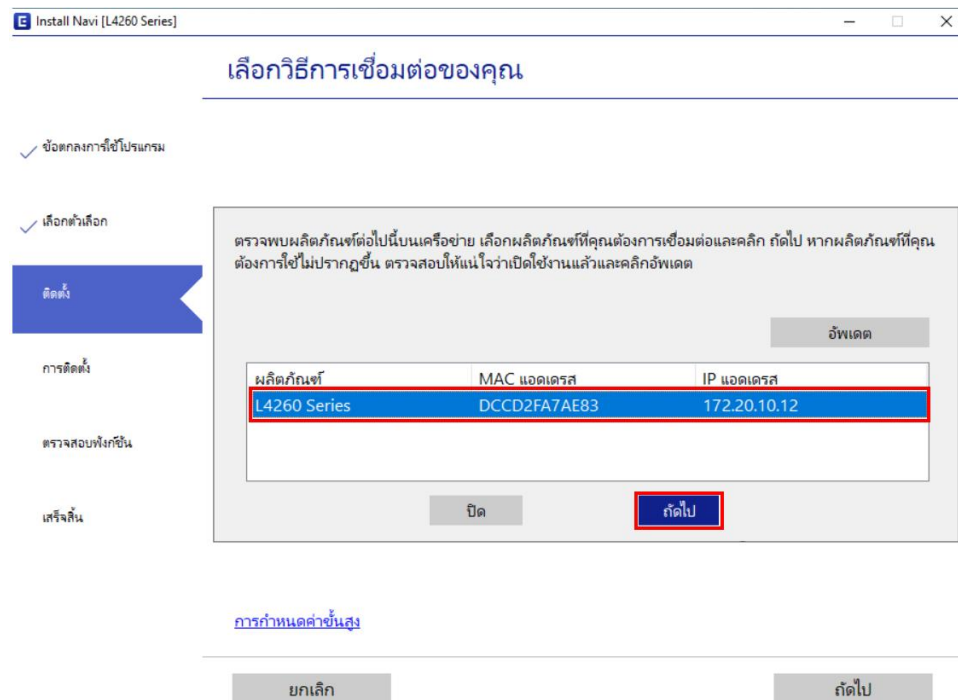 Install Navi [L4260 Series]
เลือกวิธีการเชื่อมต่อของคุณ
ข้อตกลงการใช้โปรแกรม
เลือกตัวเลือก
ติดตั้ง
การติดตั้ง
ตรวจสอบฟังก์ชัน
เสร็จสิ้น
ตรวจพบผลิตภัณฑ์ต่อไปนี้บนเครือข่าย เลือกผลิตภัณฑ์ที่คุณต้องการเชื่อมต่อและคลิก ถัดไป หากผลิตภัณฑ์ที่คุณ
ต้องการใช้ไม่ปรากฏขึ้น ตรวจสอบให้แน่ใจว่าเปิดใช้งานแล้วและคลิกอัพเดต
อัพเดต
ผลิตภัณฑ์ MAC แอดเดรส IP แอดเดรส
L4260 Series DCCD2FA7AE83 172.20.10.12
ปิด ถัดไป
การกำหนดค่าขั้นสูง
ยกเลิก ถัดไป